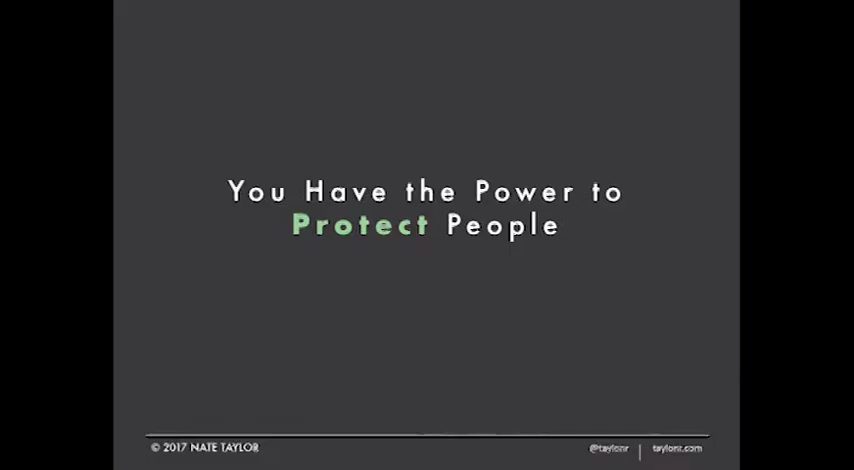 You Have the Power to
Protect People
© 2017 NATE TAYLOR
@taylonr
taylonr.com